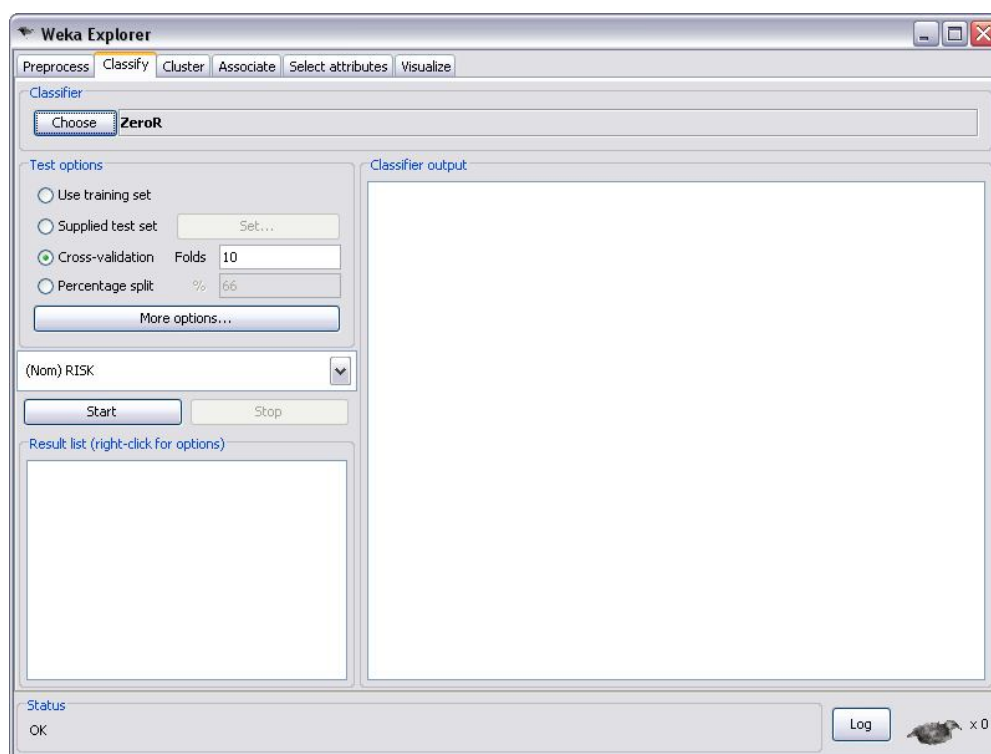 Weka Explorer
Preprocess Classify Cluster Associate Select attributes Visualize
Classifier
Choose ZeroR
Test options
Use training set
Supplied test set Set...
Cross-validation Folds 10
Percentage split % 66
More options...
(Nom) RISK
Start Stop
Result list (right-click for options)
Classifier output
Status
OK
Log x 0